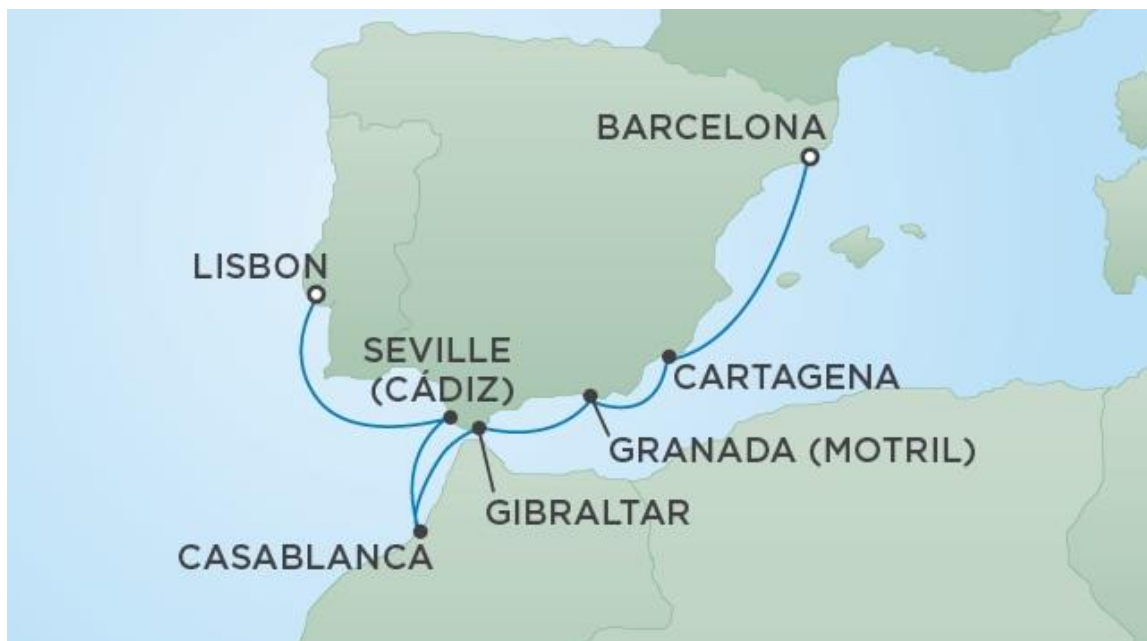 BARCELONA
LISBON
SEVILLE
(CÁDIZ)
CARTAGENA
GRANADA (MOTRIL)
GIBRALTAR
CASABLANCA